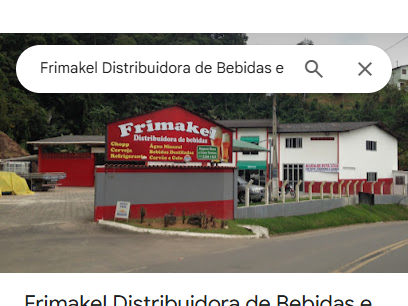 Frimakel Distribuidora de Bebidas e
Frimakel
Distribuidora de bebidas
Chopp
Cerveja
Refrigerante
Água Mineral
Bebidas Destiladas
Carvão e Gelo
Frimakel Distribuidora de Bebidas e